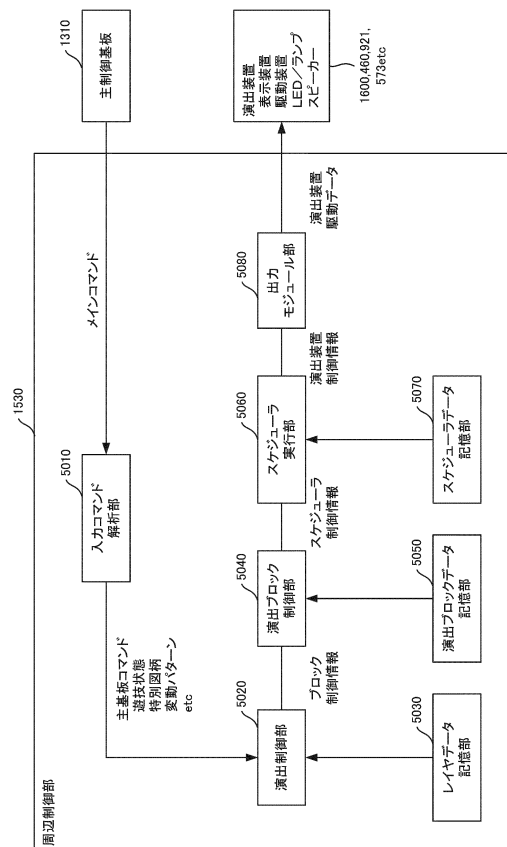 周辺制御部
1530
主制御基板
1310
メインコマンド
入力コマンド
解析部
5010
主基板コマンド
遊技状態
特別図柄
変動パターン
etc
演出制御部
5020
ブロック
制御情報
演出ブロック
制御部
5040
スケジューラ
制御情報
スケジューラ
実行部
5060
演出装置
制御情報
出力
モジュール部
5080
演出装置
駆動データ
演出装置
表示装置
駆動装置
LED／ランプ
スピーカー
1600,460,921,
573etc
レイヤデータ
記憶部
5030
演出ブロックデータ
記憶部
5050
スケジューラデータ
記憶部
5070